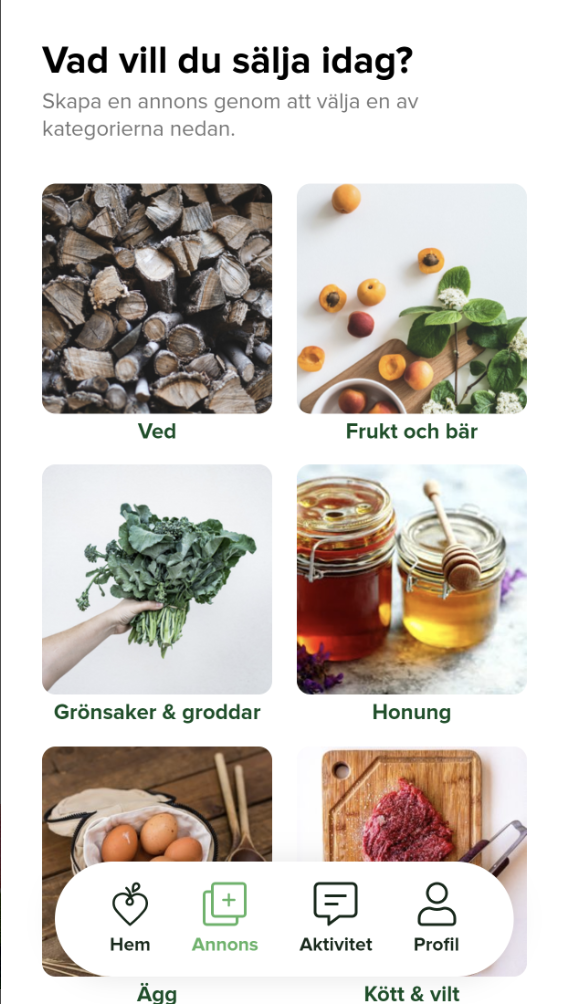 Vad vill du sälja idag?
Skapa en annons genom att välja en av
kategorierna nedan.
Ved
Frukt och bär
Grönsaker & groddar
Honung
Hem
Annons
Aktivitet
Profil
Ägg
Kött & vilt